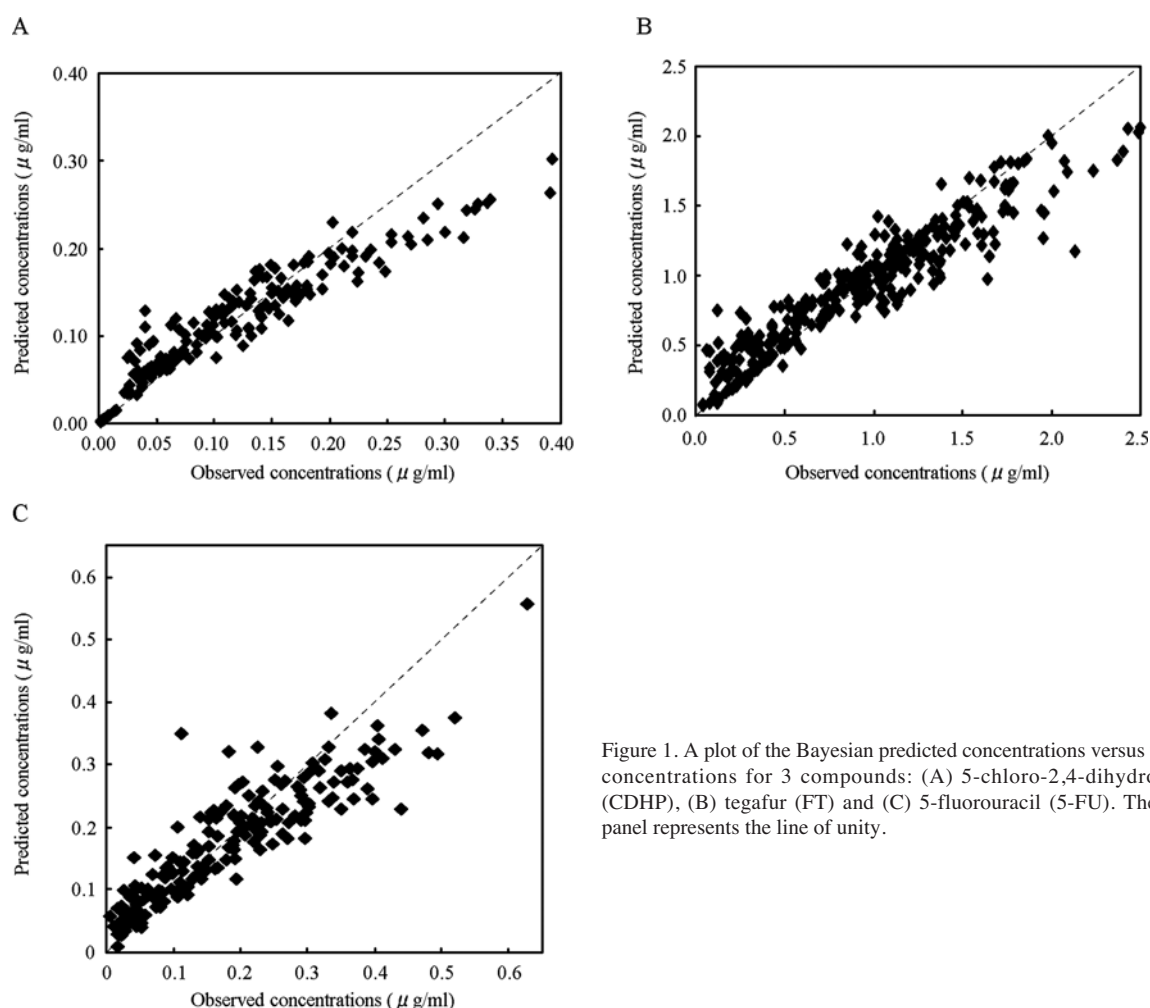 A
0.40
0.30
0.20
0.10
0.00
0.00 0.05 0.10 0.15 0.20 0.25 0.30 0.35 0.40
Predicted concentrations ( μ g/ml)
Observed concentrations ( μ g/ml)
B
2.5
2.0
1.5
1.0
0.5
0.0
0.0 0.5 1.0 1.5 2.0 2.5
Predicted concentrations ( μ g/ml)
Observed concentrations ( μ g/ml)
C
0.6
0.5
0.4
0.3
0.2
0.1
0
0 0.1 0.2 0.3 0.4 0.5 0.6
Predicted concentrations ( μ g/ml)
Observed concentrations ( μ g/ml)
Figure 1. A plot of the Bayesian predicted concentrations versus
concentrations for 3 compounds: (A) 5-chloro-2,4-dihydro
(CDHP), (B) tegafur (FT) and (C) 5-fluorouracil (5-FU). The
panel represents the line of unity.